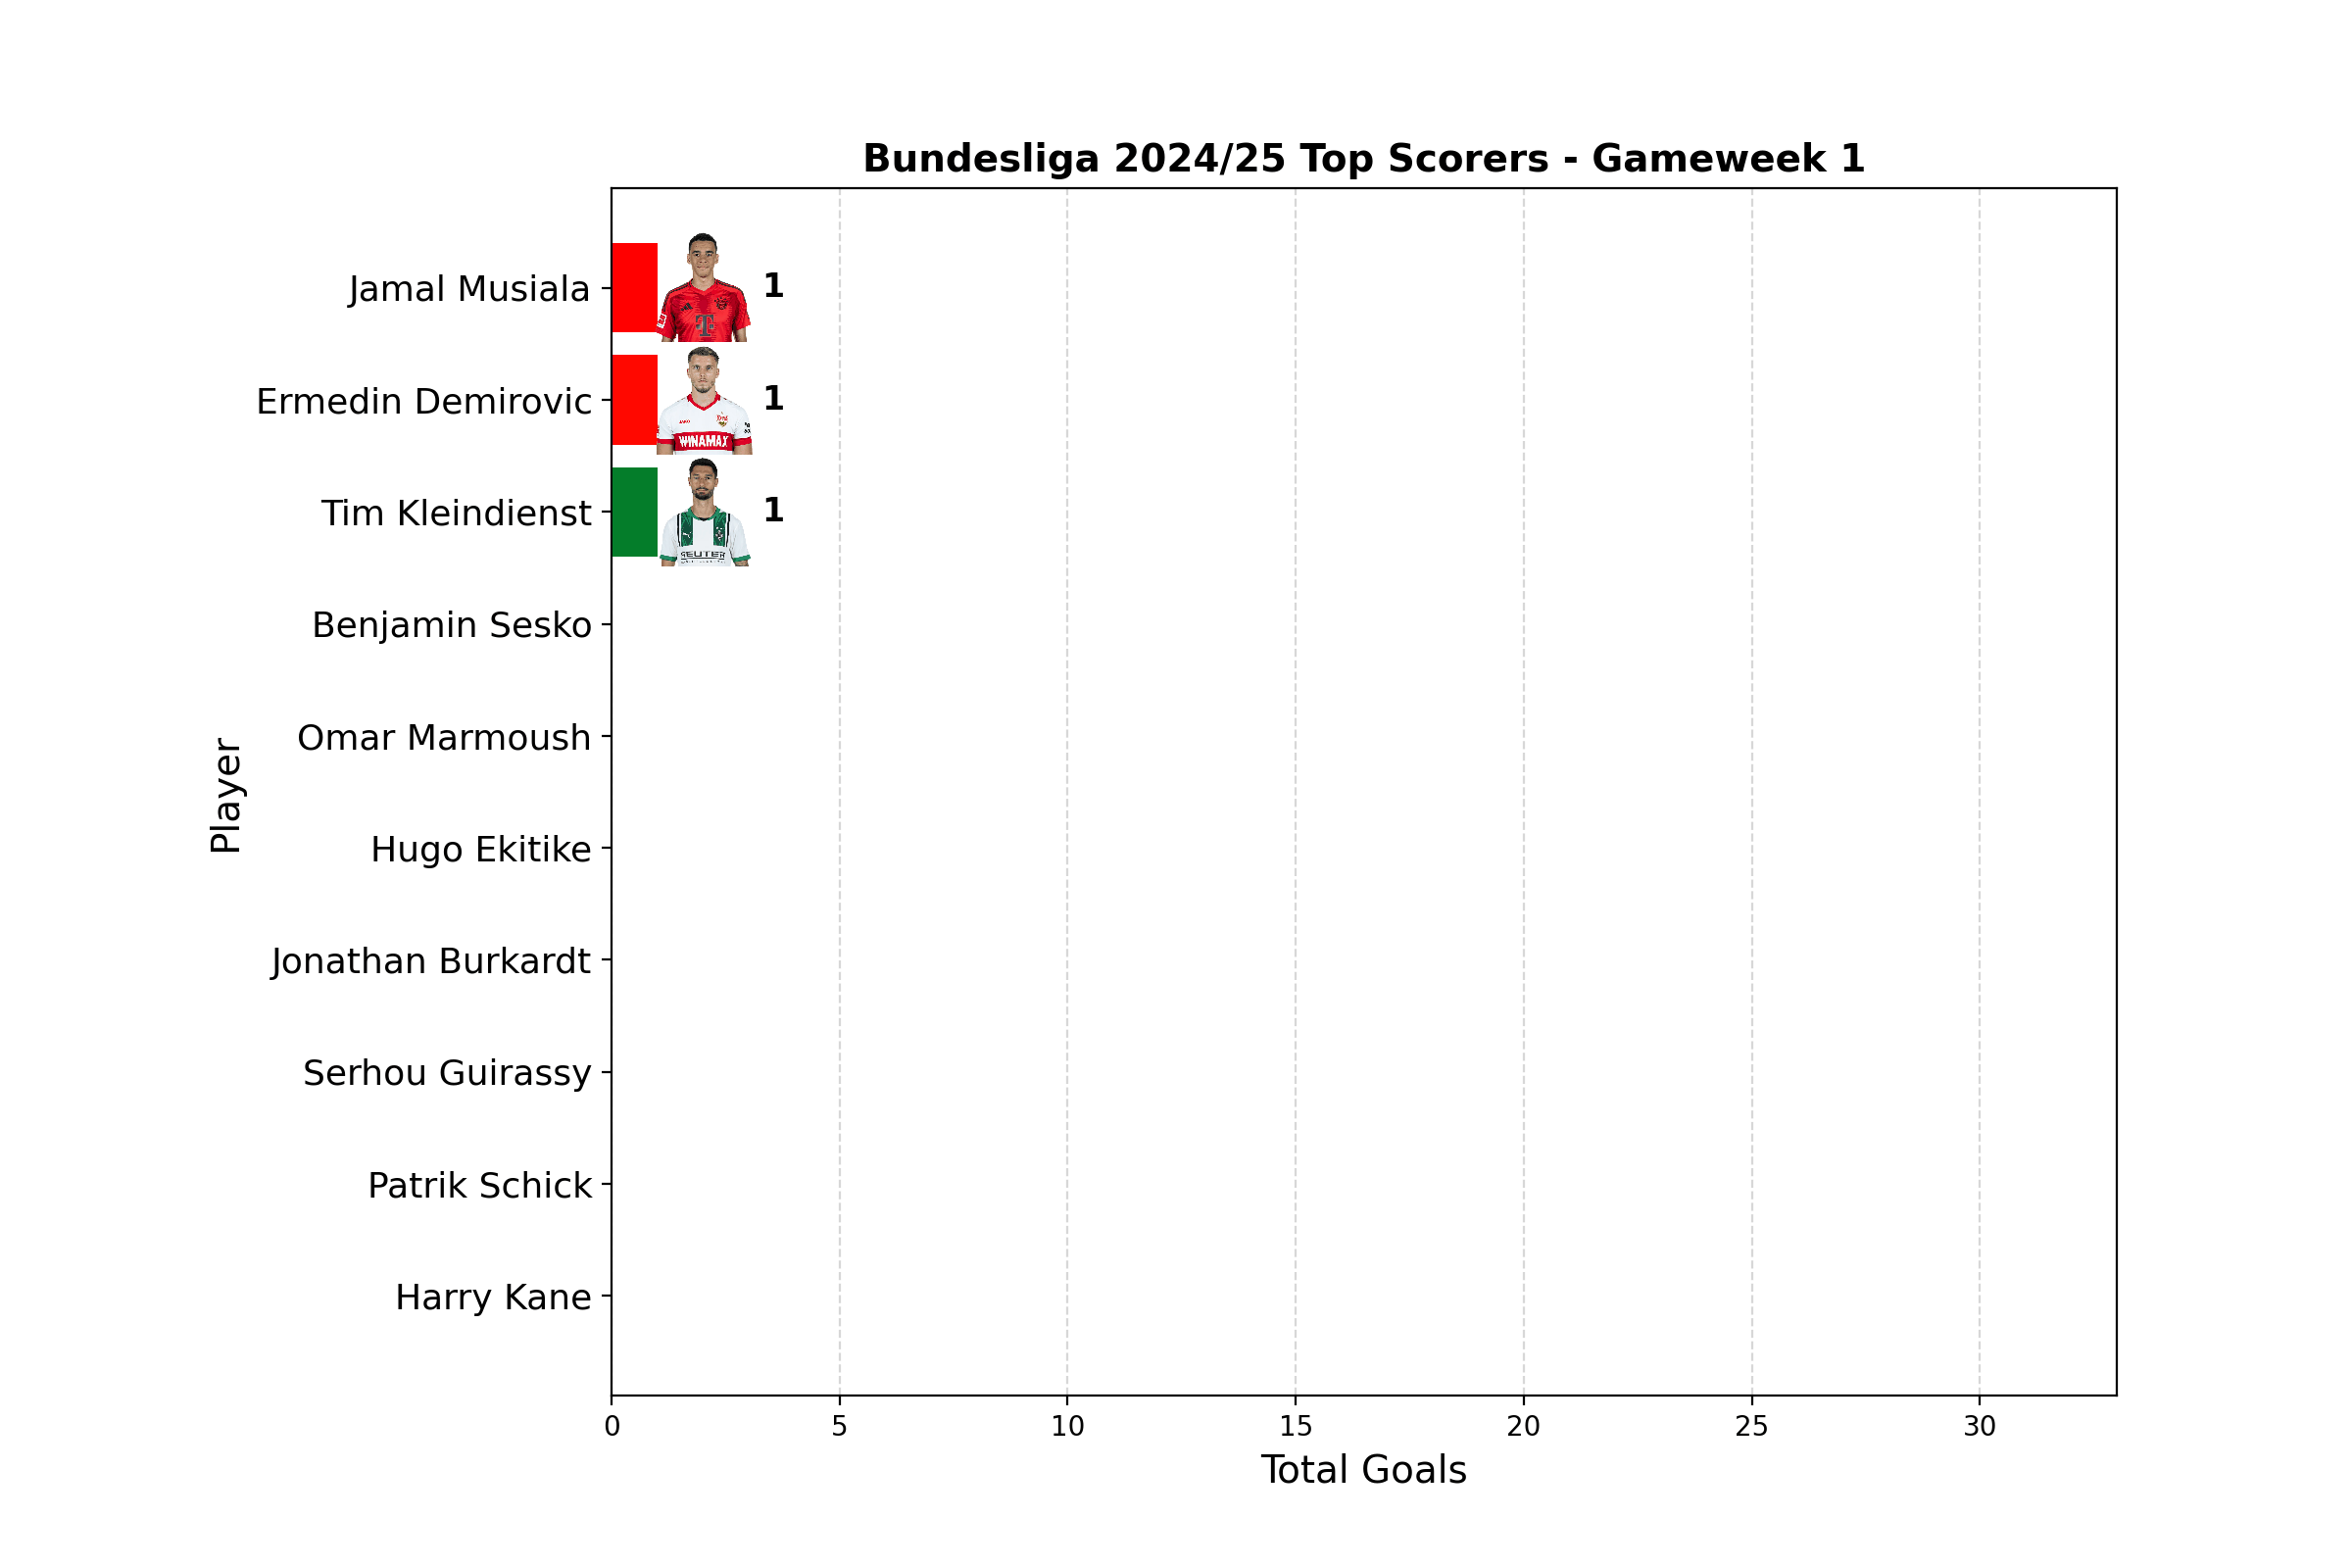 Bundesliga 2024/25 Top Scorers - Gameweek 1
Jamal Musiala 1
Ermedin Demirovic 1
WINAMAX
Tim Kleindienst 1
Benjamin Sesko
Omar Marmoush
Hugo Ekitike
Jonathan Burkardt
Serhou Guirassy
Patrik Schick
Harry Kane
Player
0 5 10 15 20 25 30
Total Goals